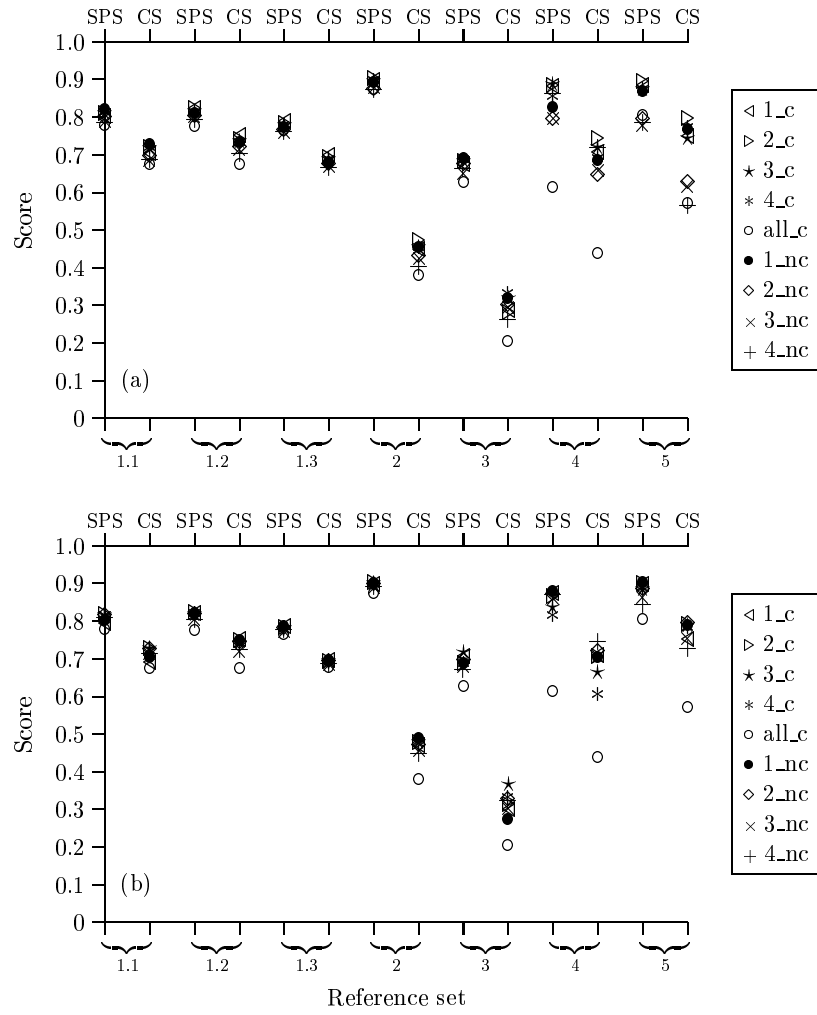 SPS CS SPS CS SPS CS SPS CS SPS CS SPS CS SPS CS
1.0
0.9
0.8
0.7
0.6
0.5
0.4
0.3
0.2
0.1
0
Score
(a)
1.1 1.2 1.3 2 3 4 5
1_c
2_c
3_c
4_c
all_c
1_nc
2_nc
3_nc
4_nc
SPS CS SPS CS SPS CS SPS CS SPS CS SPS CS SPS CS
1.0
0.9
0.8
0.7
0.6
0.5
0.4
0.3
0.2
0.1
0
Score
(b)
1.1 1.2 1.3 2 3 4 5
Reference set
1_c
2_c
3_c
4_c
all_c
1_nc
2_nc
3_nc
4_nc